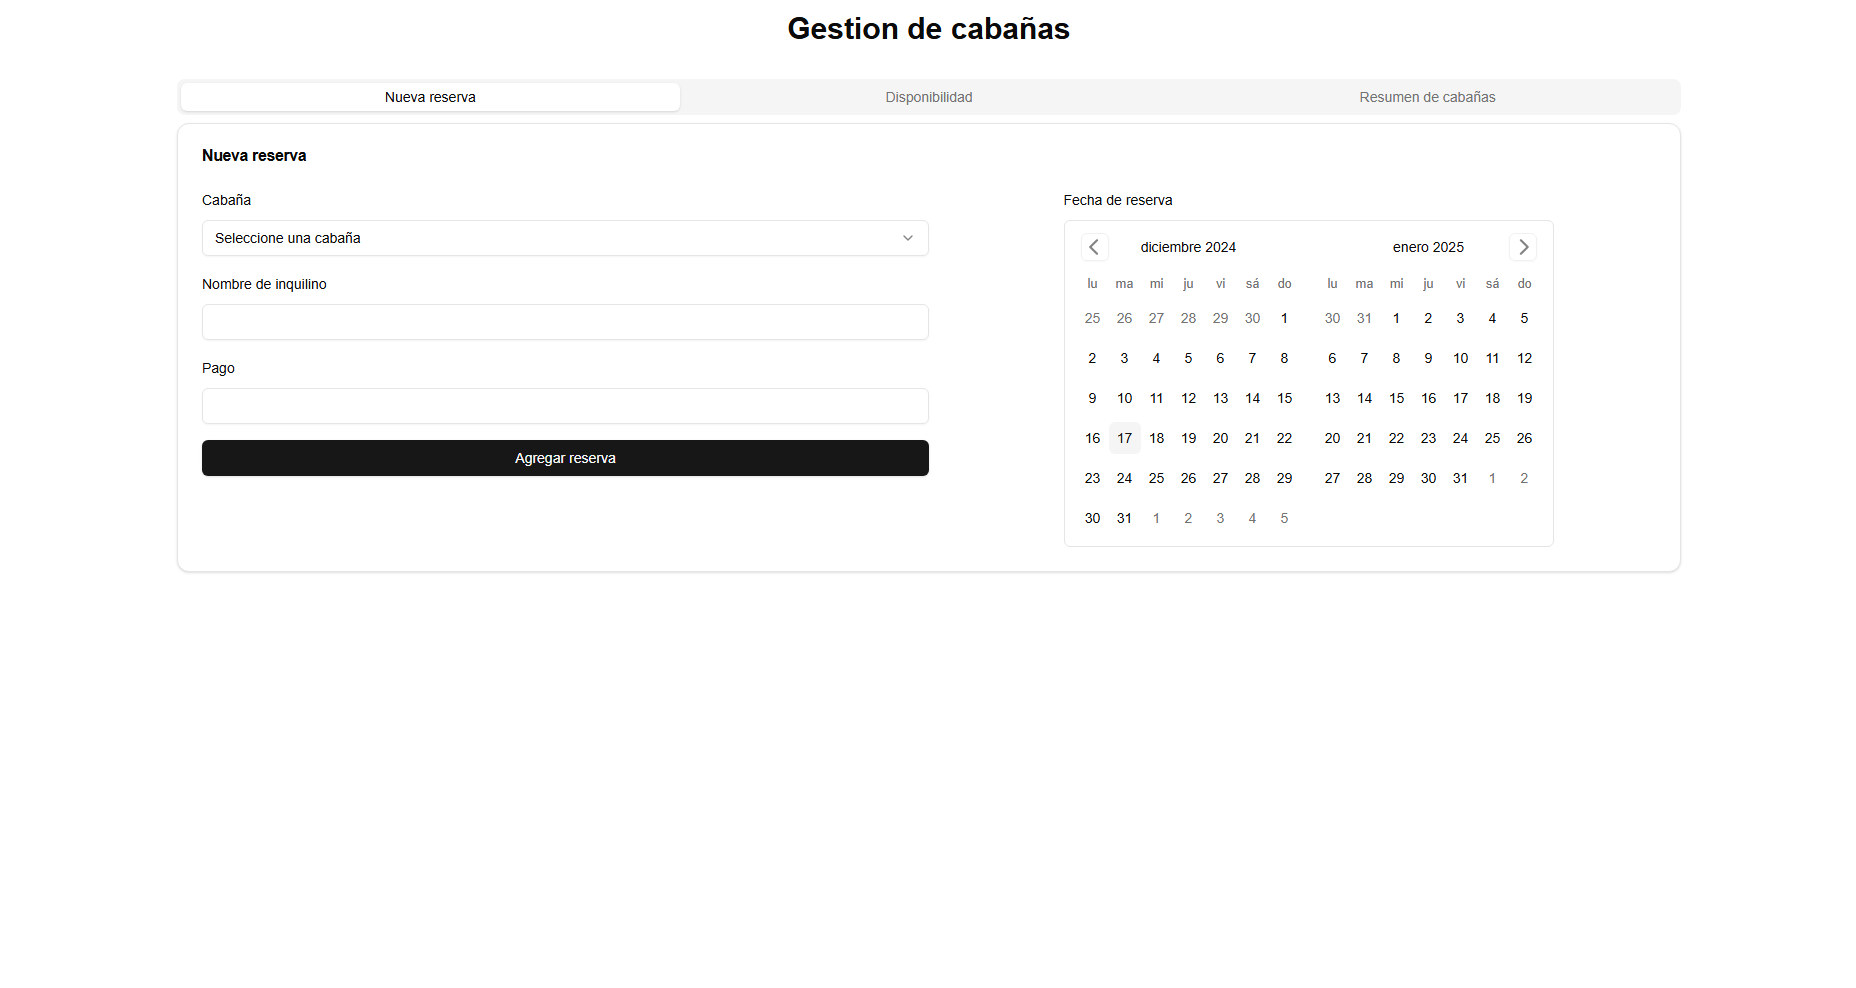 Gestion de cabañas
Nueva reserva
Disponibilidad
Resumen de cabañas
Nueva reserva
Cabaña
Seleccione una cabaña
Nombre de inquilino
Pago
Agregar reserva
Fecha de reserva
diciembre 2024
lu ma mi ju vi sá do
25 26 27 28 29 30 1
2 3 4 5 6 7 8
9 10 11 12 13 14 15
16 17 18 19 20 21 22
23 24 25 26 27 28 29
30 31 1 2 3 4 5
enero 2025
lu ma mi ju vi sá do
30 31 1 2 3 4 5
6 7 8 9 10 11 12
13 14 15 16 17 18 19
20 21 22 23 24 25 26
27 28 29 30 31 1 2